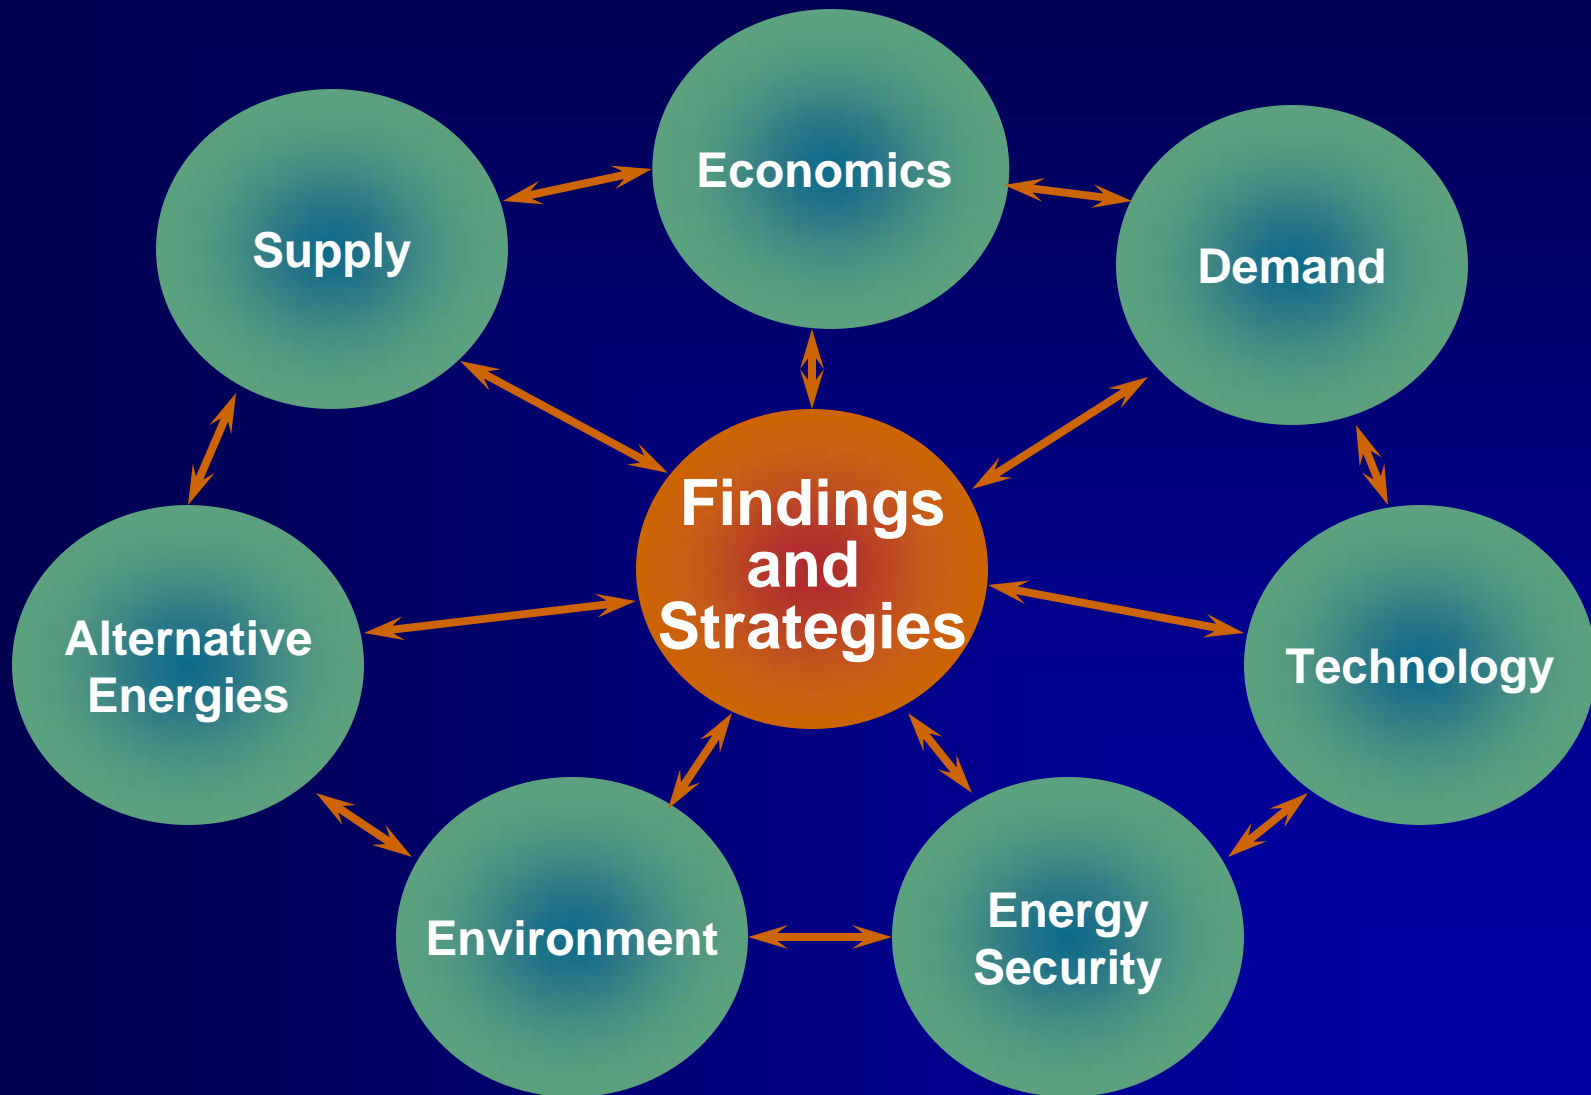 Economics
Supply
Demand
Findings
and
Strategies
Alternative
Energies
Technology
Environment
Energy
Security